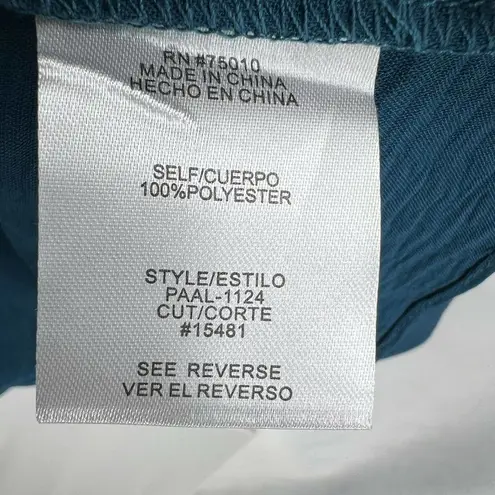 RN #75010
MADE IN CHINA
HECHO EN CHINA
SELF/CUERPO
100%POLYESTER
STYLE/ESTILO
PAAL-1124
CUT/CORTE
#15481
SEE REVERSE
VER EL REVERSO